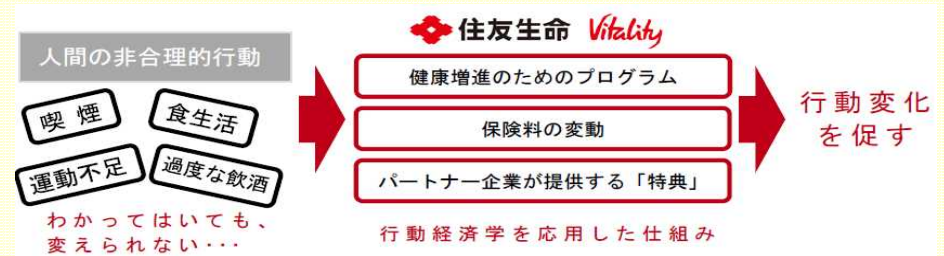 人間の非合理的行動
喫煙
食生活
運動不足
過度な飲酒
わかってはいても、
変えられない･･･
住友生命 Vitality
健康増進のためのプログラム
保険料の変動
パートナー企業が提供する「特典」
行動経済学を応用した仕組み
行動変化
を促す